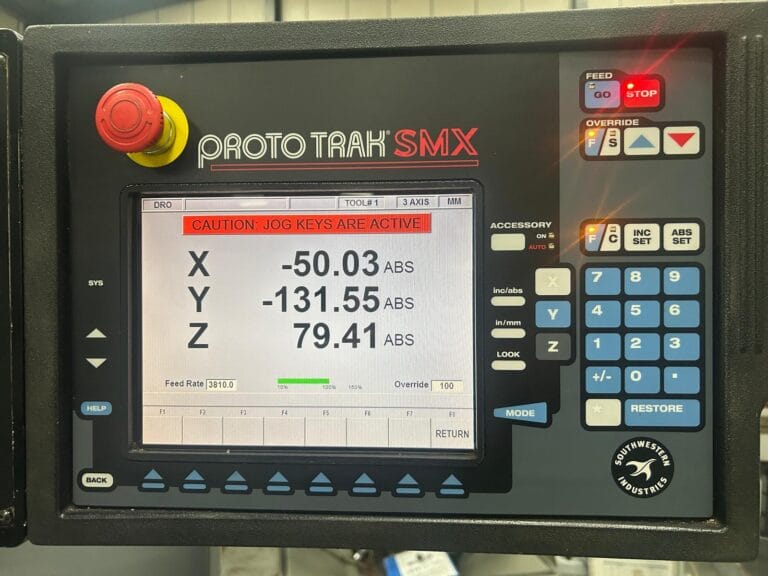 PROTO TRAK® SMX
DRO TOOL# 1 3 AXIS MM
CAUTION: JOG KEYS ARE ACTIVE
X -50.03 ABS
Y -131.55 ABS
Z 79.41 ABS
Feed Rate 3810.0 10% 100% 150% Override 100
F1 F2 F3 F4 F5 F6 F7 F8
RETURN
SYS
HELP
BACK
ACCESSORY
ON
AUTO
inc/abs
in/mm
LOOK
MODE
X
Y
Z
FEED
GO STOP
OVERRIDE
F S
F C INC SET ABS SET
7 8 9
4 5 6
1 2 3
+/- 0 .
* RESTORE
SOUTHWESTERN
INDUSTRIES